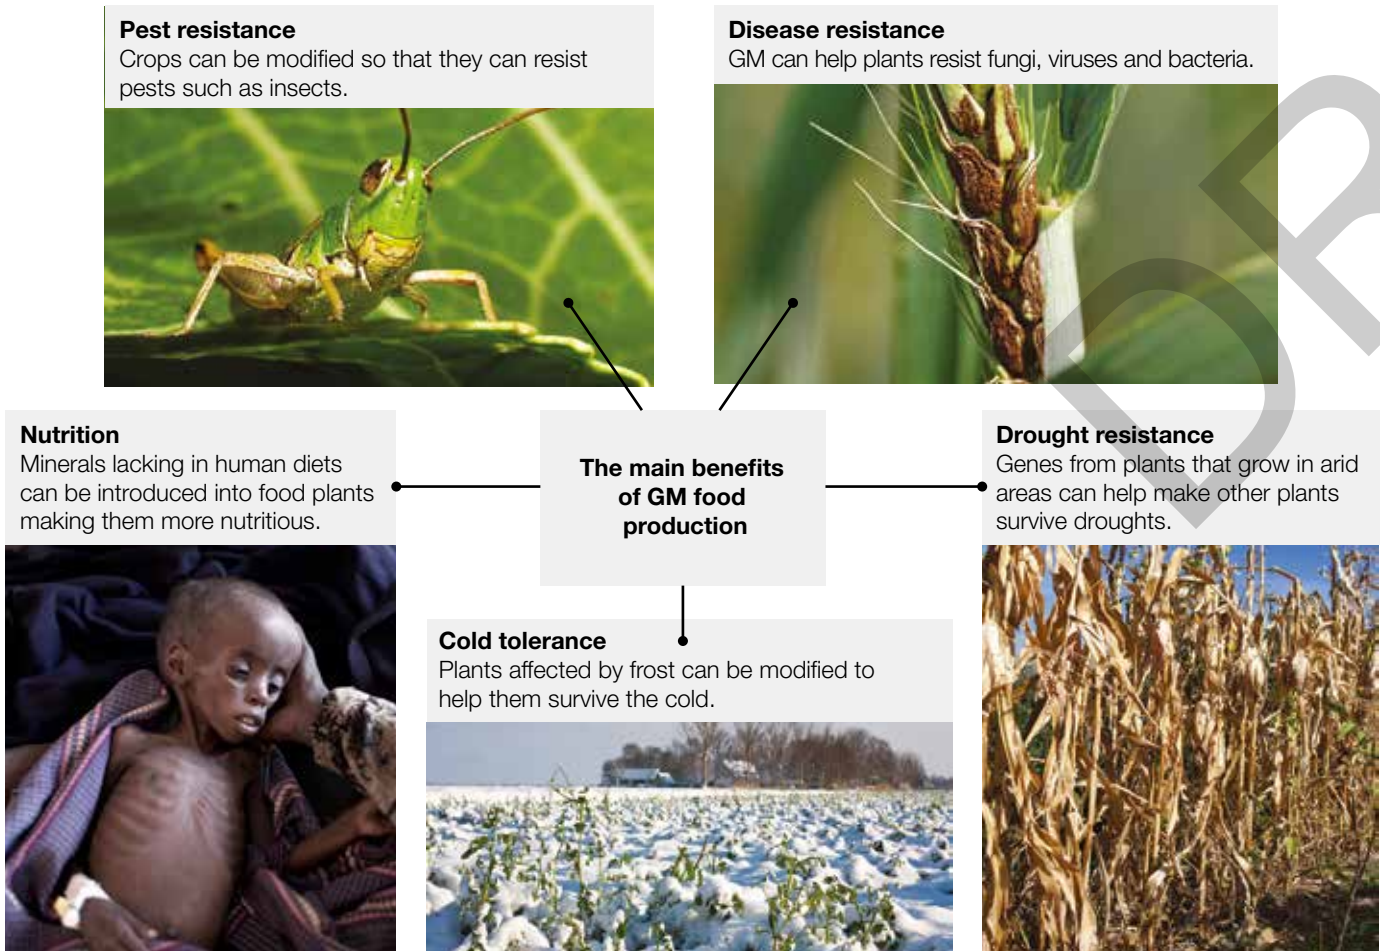 Pest resistance
Crops can be modified so that they can resist
pests such as insects.
Disease resistance
GM can help plants resist fungi, viruses and bacteria.
Nutrition
Minerals lacking in human diets
can be introduced into food plants
making them more nutritious.
The main benefits
of GM food
production
Drought resistance
Genes from plants that grow in arid
areas can help make other plants
survive droughts.
Cold tolerance
Plants affected by frost can be modified to
help them survive the cold.
DR